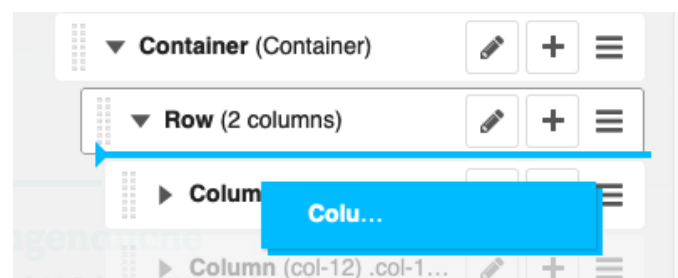 Container (Container)
Row (2 columns)
Colum
Colu...
Column (col-12) .col-1...